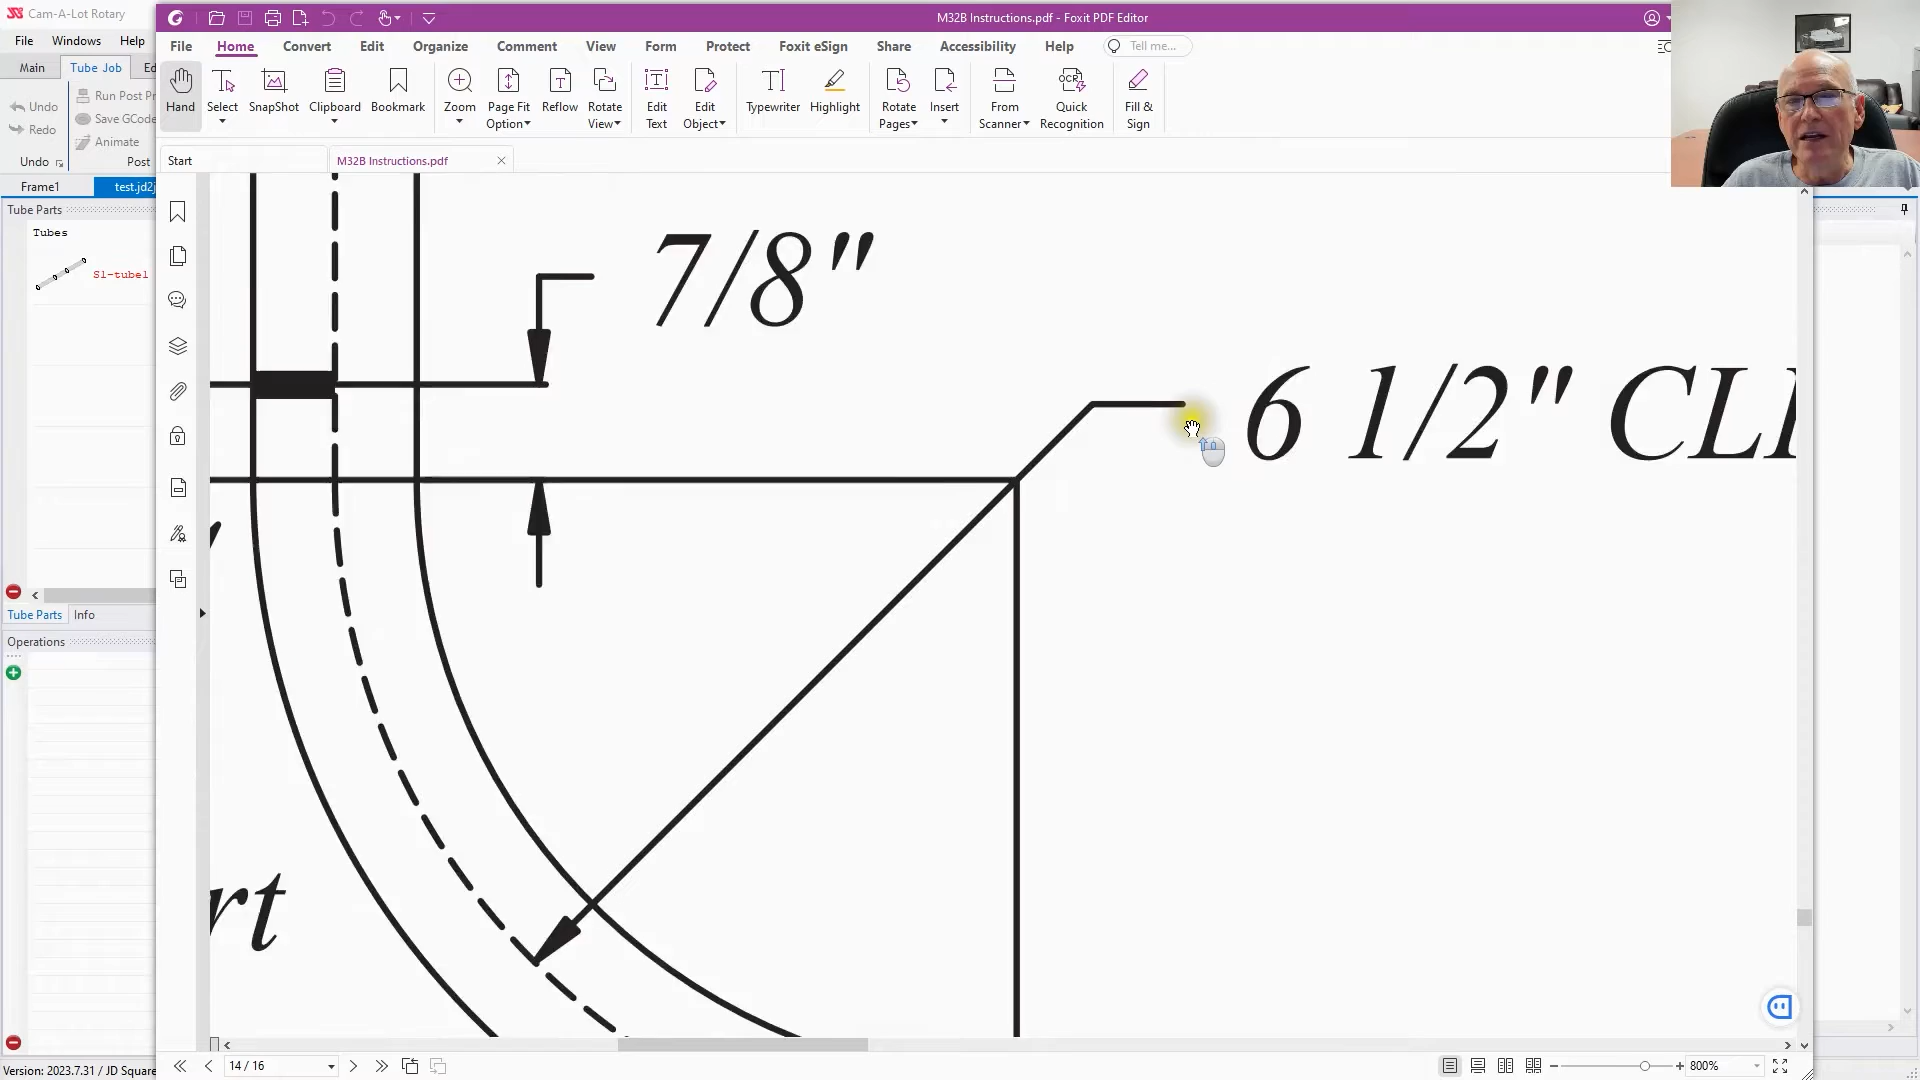 Cam-A-Lot Rotary
M32B Instructions.pdf - Foxit PDF Editor
File Windows Help
File Home Convert Edit Organize Comment View Form Protect Foxit eSign Share Accessibility Help Tell me...
Main Tube Job Ed
Undo
Redo
Run Post Pr
Save GCode
Animate
Undo Post
Hand Select SnapShot Clipboard Bookmark Zoom Page Fit Option Reflow Rotate View Edit Text Edit Object Typewriter Highlight Rotate Pages Insert From Scanner Quick Recognition Fill & Sign
OCR
Start M32B Instructions.pdf
Frame1 test.jd2j
Tube Parts
Tubes
S1-tube1
7/8"
6 1/2" CL
rt
Tube Parts Info
Operations
14 / 16
800%
Version: 2023.7.31 / JD Square